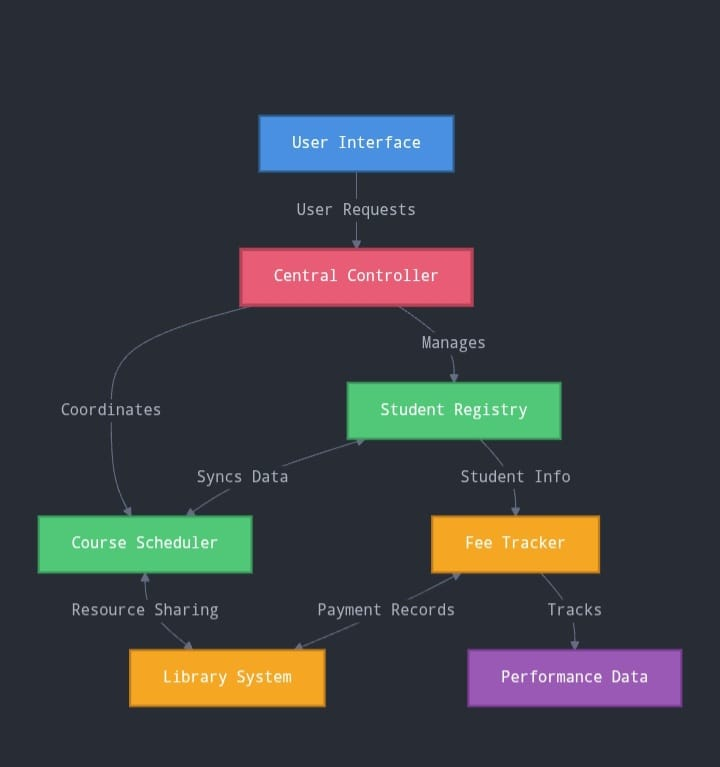 User Interface
User Requests
Central Controller
Manages
Coordinates
Student Registry
Syncs Data
Student Info
Course Scheduler
Fee Tracker
Resource Sharing
Payment Records
Tracks
Library System
Performance Data